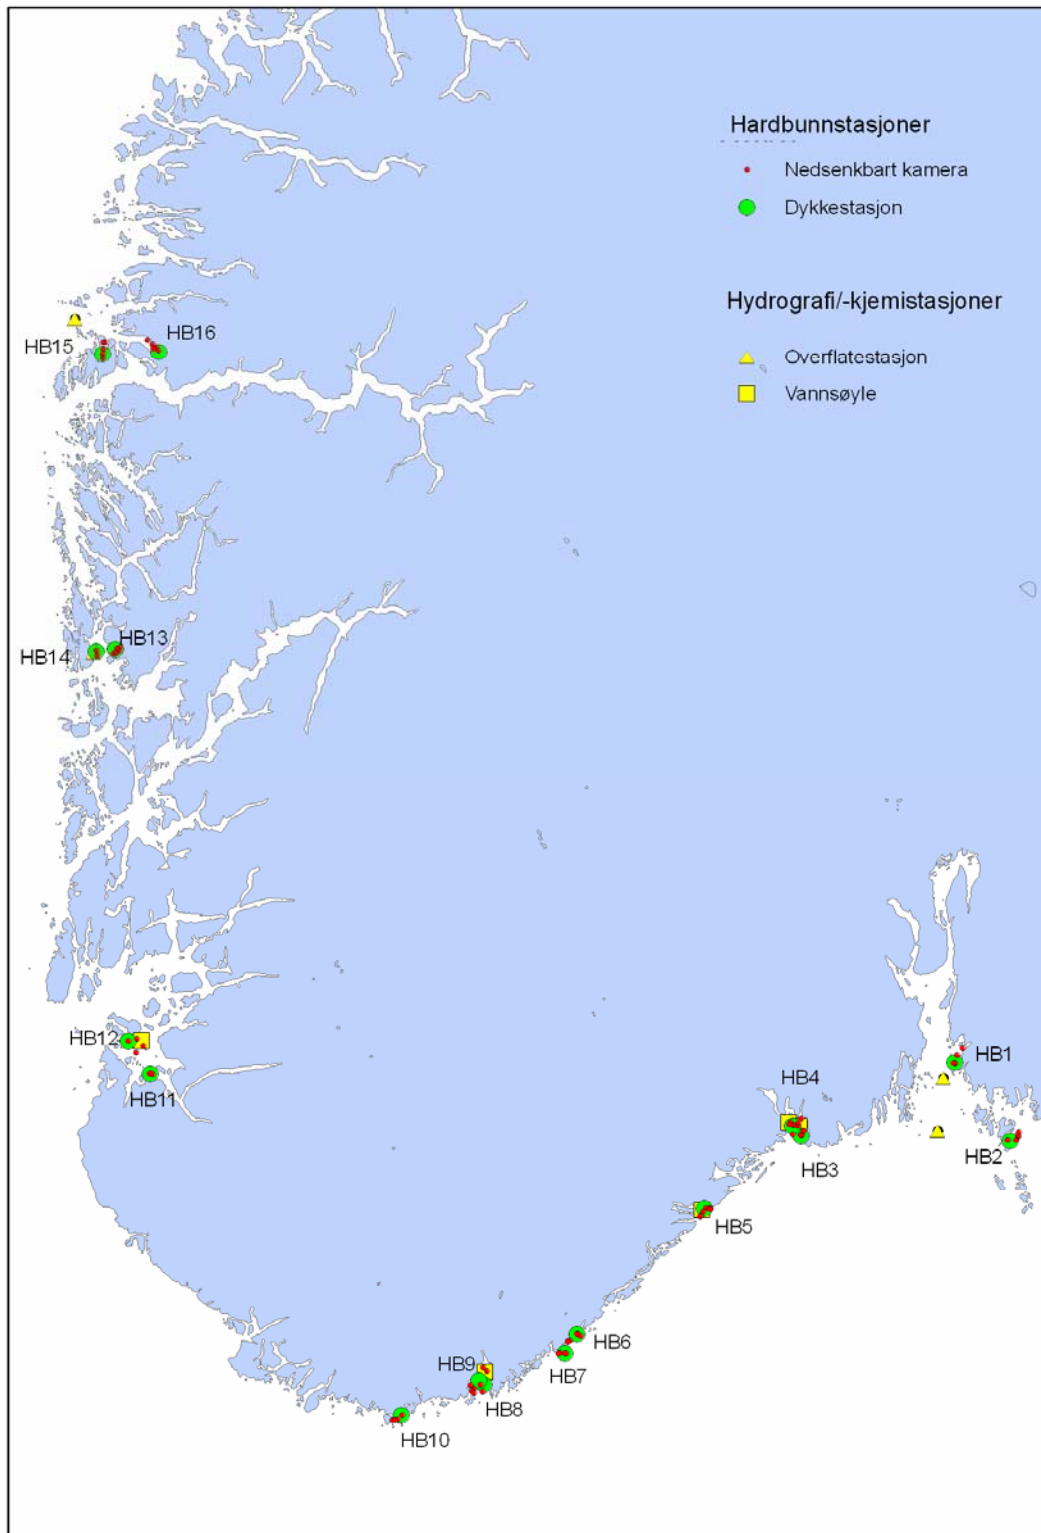 Hardbunnstasjoner
Nedsenkbart kamera
Dykkestasjon
Hydrografi/-kjemistasjoner
Overflatestasjon
Vannsøyle
HB16
HB15
HB13
HB14
HB12
HB11
HB1
HB4
HB2
HB3
HB5
HB6
HB9
HB7
HB8
HB10